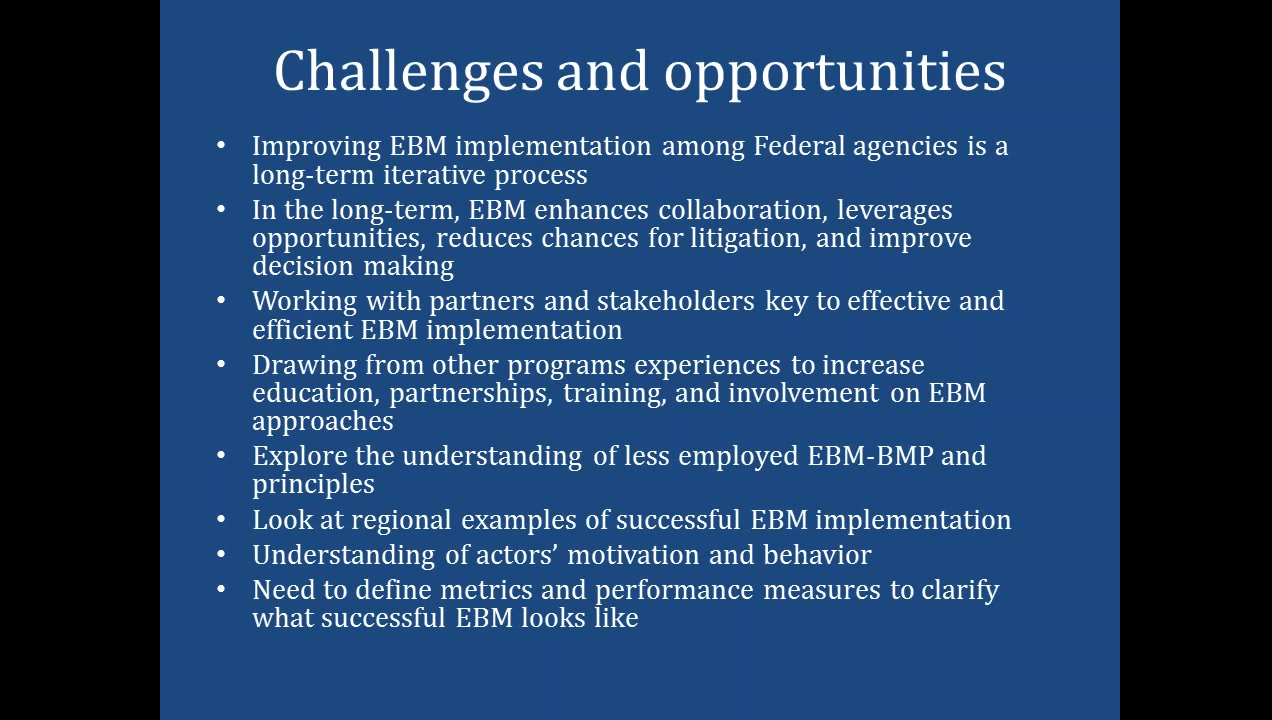 Challenges and opportunities
• Improving EBM implementation among Federal agencies is a
long-term iterative process
• In the long-term, EBM enhances collaboration, leverages
opportunities, reduces chances for litigation, and improve
decision making
• Working with partners and stakeholders key to effective and
efficient EBM implementation
• Drawing from other programs experiences to increase
education, partnerships, training, and involvement on EBM
approaches
• Explore the understanding of less employed EBM-BMP and
principles
• Look at regional examples of successful EBM implementation
• Understanding of actors’ motivation and behavior
• Need to define metrics and performance measures to clarify
what successful EBM looks like